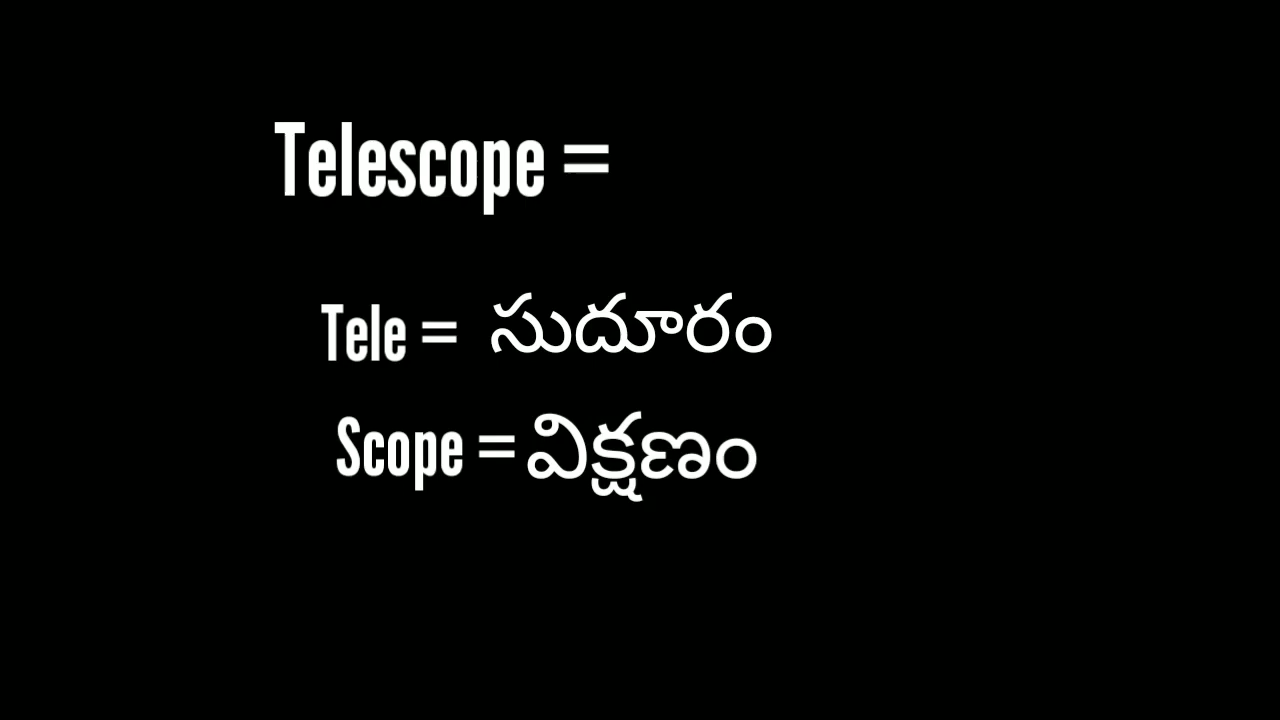 Telescope =
Tele = సుదూరం
Scope = విక్షణం